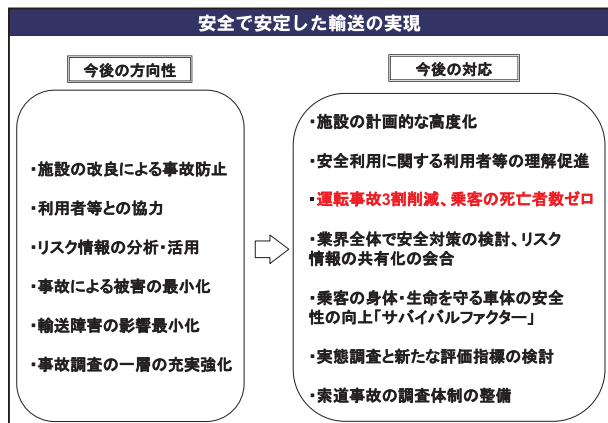 安全で安定した輸送の実現
今後の方向性
・施設の改良による事故防止
・利用者等との協力
・リスク情報の分析・活用
・事故による被害の最小化
・輸送障害の影響最小化
・事故調査の一層の充実強化
今後の対応
・施設の計画的な高度化
・安全利用に関する利用者等の理解促進
・運転事故3割削減、乗客の死亡者数ゼロ
・業界全体で安全対策の検討、リスク
情報の共有化の会合
・乗客の身体・生命を守る車体の安全
性の向上「サバイバルファクター」
・実態調査と新たな評価指標の検討
・索道事故の調査体制の整備